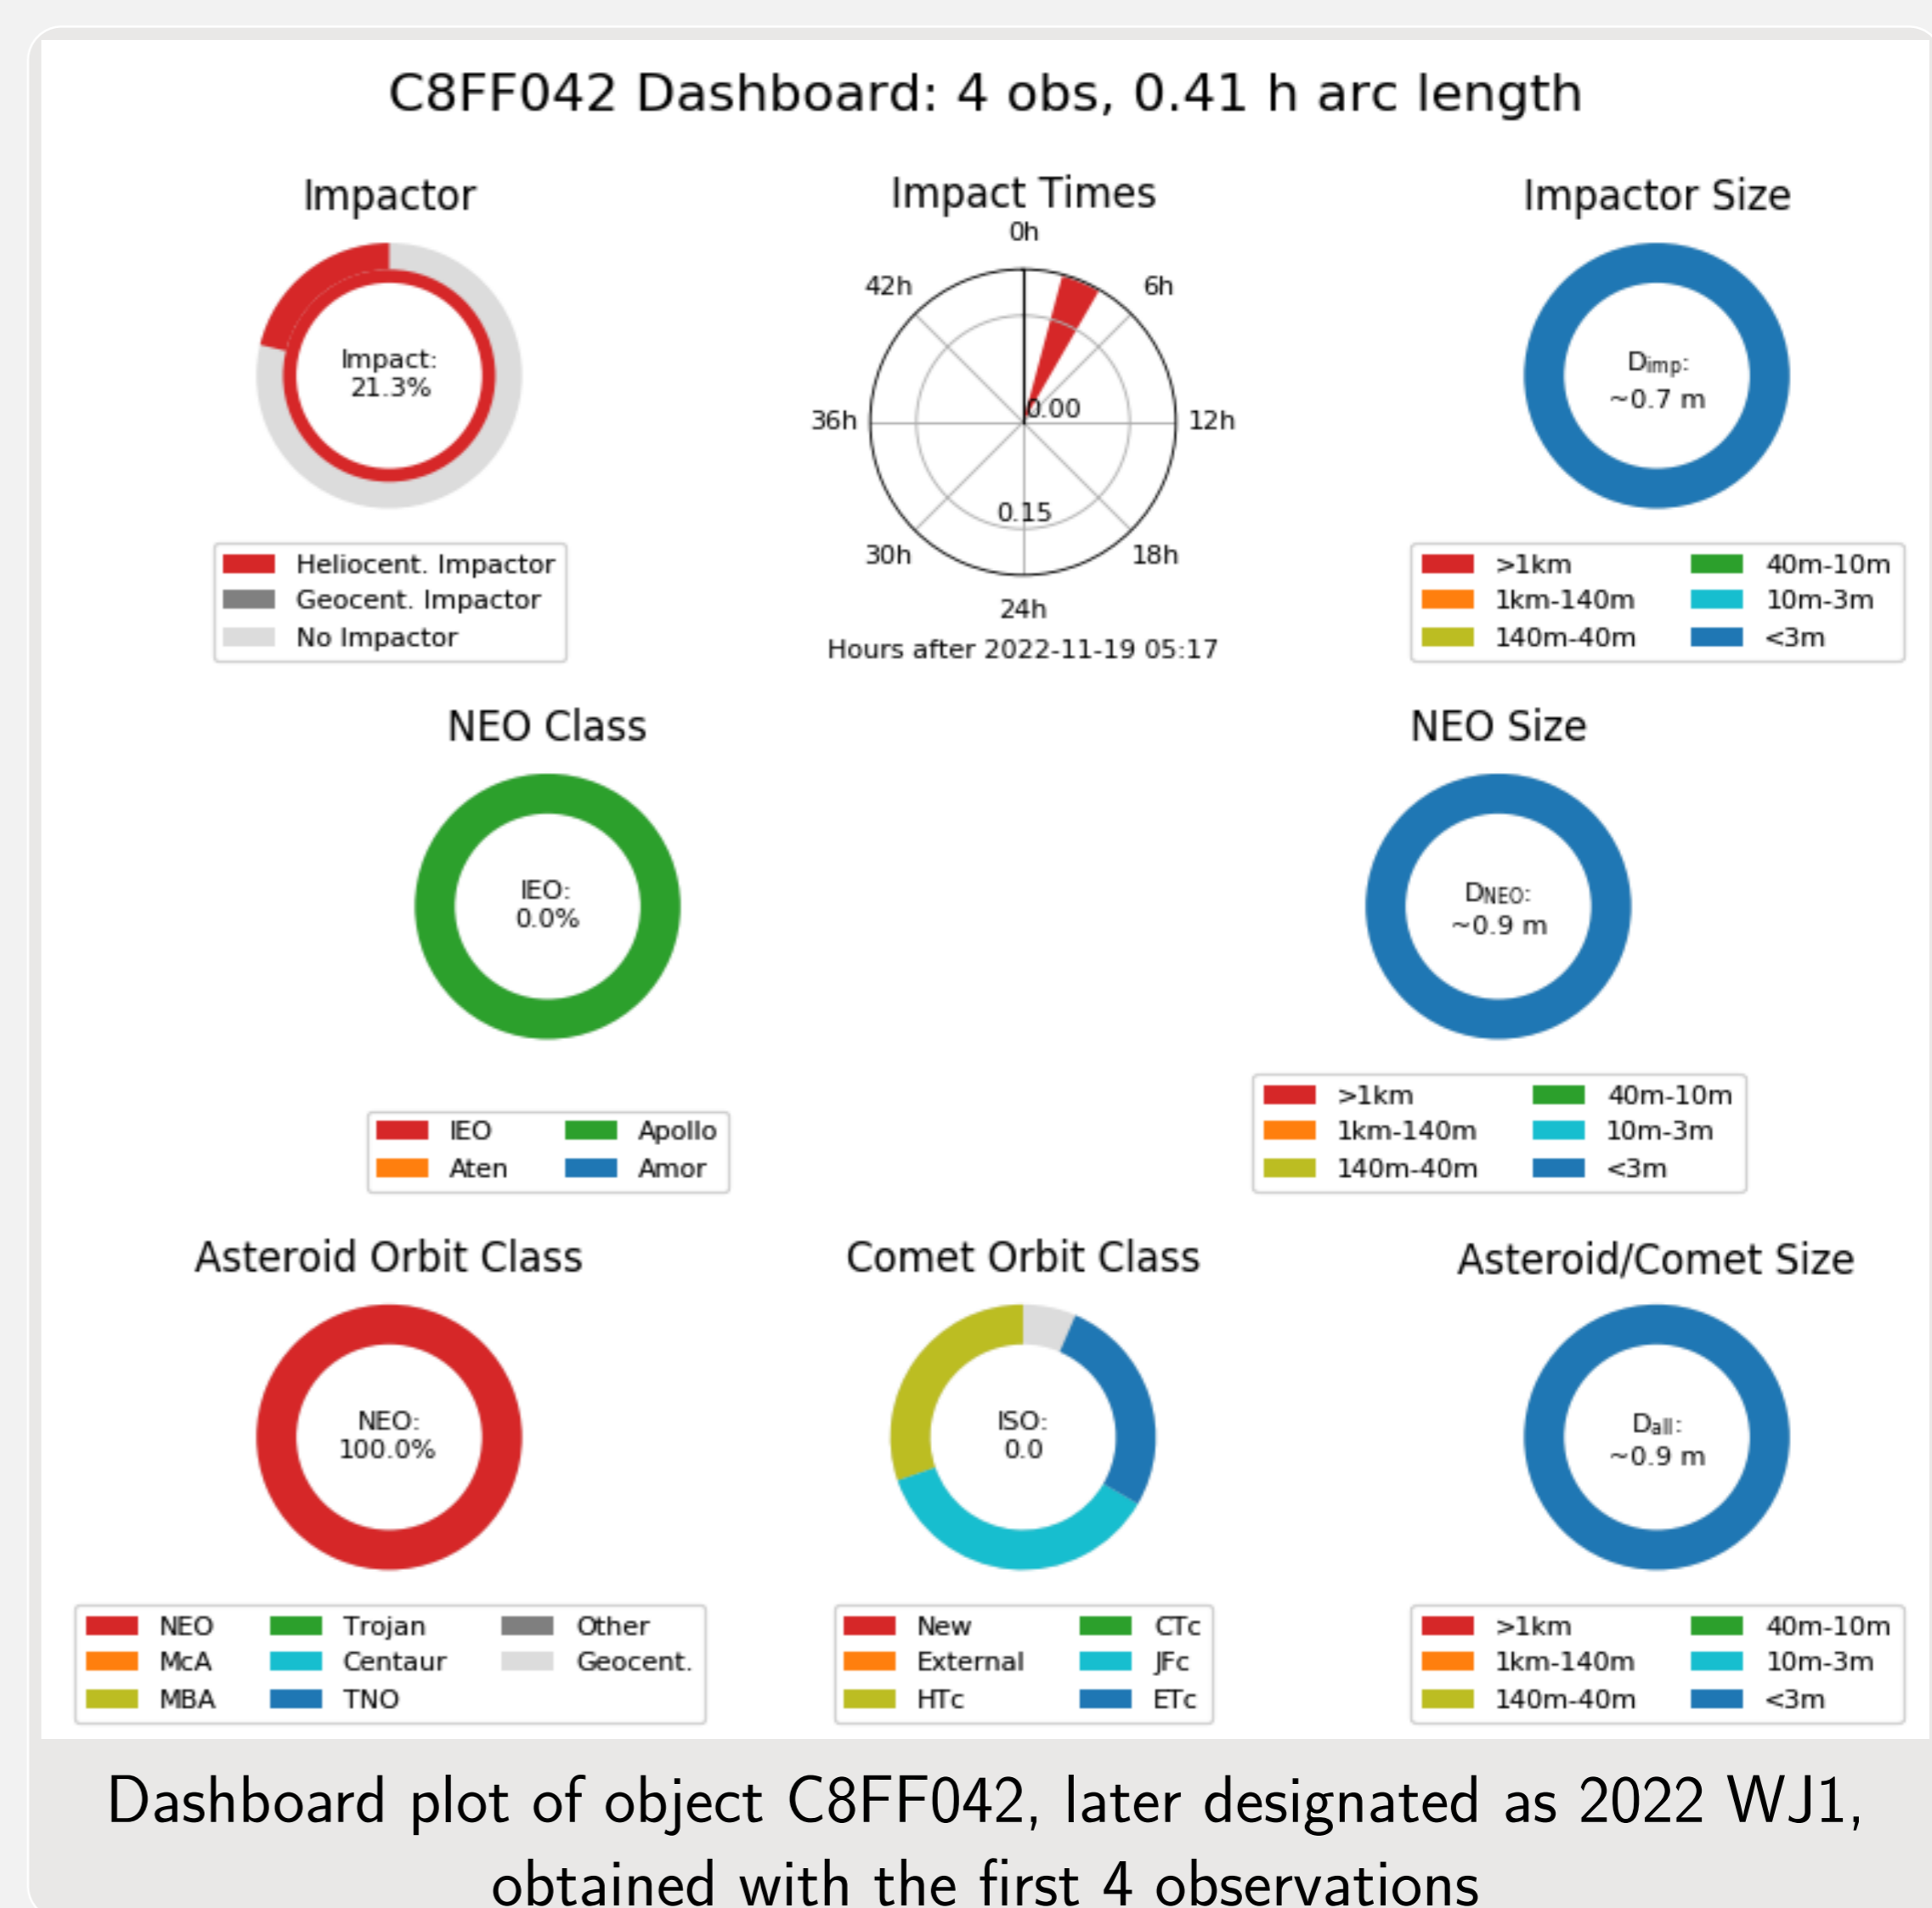 C8FF042 Dashboard: 4 obs, 0.41 h arc length
Impactor
Impact:
21.3%
Heliocent. Impactor
Geocent. Impactor
No Impactor
Impact Times
0h
6h
12h
18h
24h
30h
36h
42h
0.00
0.15
Hours after 2022-11-19 05:17
Impactor Size
Dimp:
~0.7 m
>1km
1km-140m
140m-40m
40m-10m
10m-3m
<3m
NEO Class
IEO:
0.0%
IEO
Aten
Apollo
Amor
NEO Size
DNEO:
~0.9 m
>1km
1km-140m
140m-40m
40m-10m
10m-3m
<3m
Asteroid Orbit Class
NEO:
100.0%
NEO
McA
MBA
Trojan
Centaur
TNO
Other
Geocent.
Comet Orbit Class
ISO:
0.0
New
External
HTc
CTc
JFc
ETc
Asteroid/Comet Size
Dall:
~0.9 m
>1km
1km-140m
140m-40m
40m-10m
10m-3m
<3m
Dashboard plot of object C8FF042, later designated as 2022 WJ1,
obtained with the first 4 observations